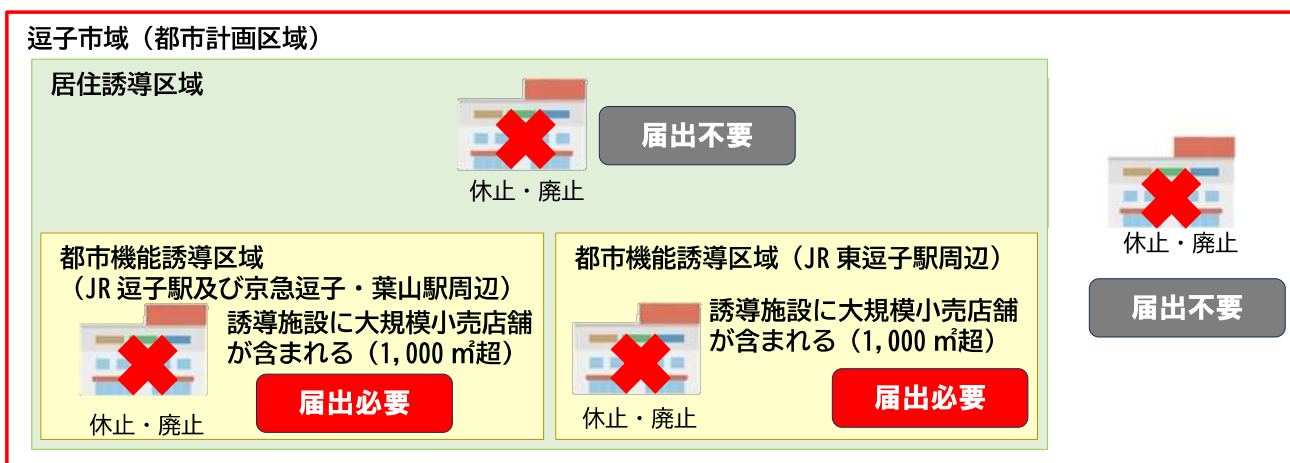 逗子市域（都市計画区域）
居住誘導区域
届出不要
休止・廃止
休止・廃止
届出不要
都市機能誘導区域
（JR 逗子駅及び京急逗子・葉山駅周辺）
誘導施設に大規模小売店舗
が含まれる（1,000 ㎡超）
届出必要
休止・廃止
都市機能誘導区域（JR 東逗子駅周辺）
誘導施設に大規模小売店舗
が含まれる（1,000 ㎡超）
届出必要
休止・廃止